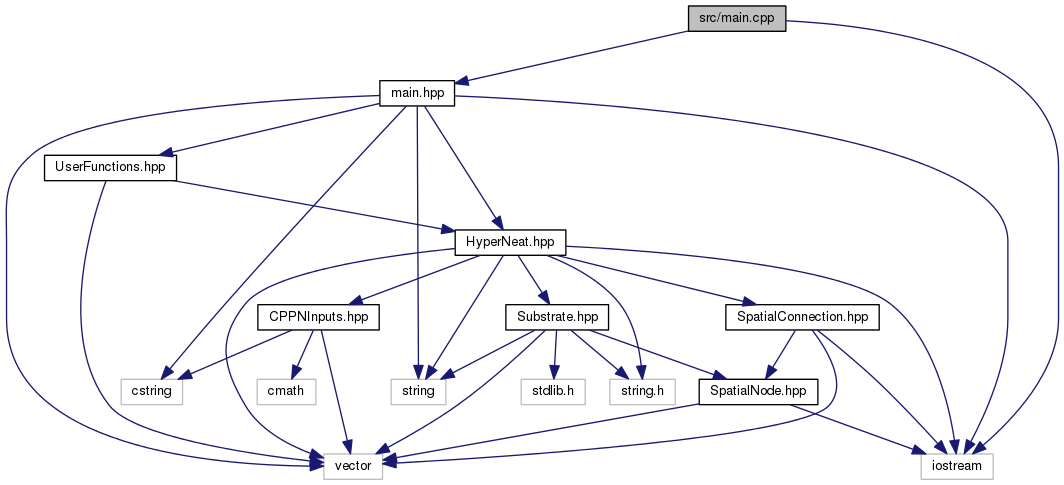 src/main.cpp
main.hpp
UserFunctions.hpp
HyperNeat.hpp
CPPNInputs.hpp
Substrate.hpp
SpatialConnection.hpp
cstring
cmath
string
stdlib.h
string.h
SpatialNode.hpp
vector
iostream